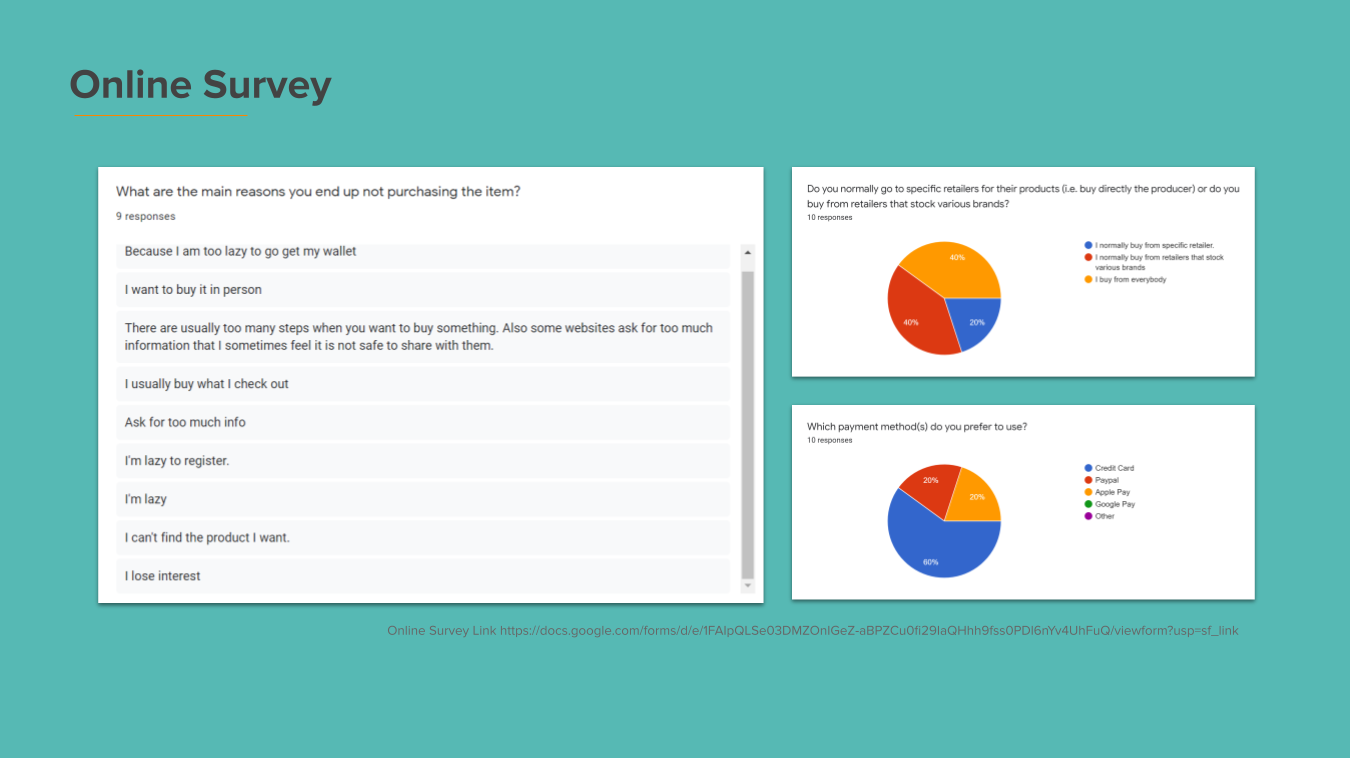 Online Survey
What are the main reasons you end up not purchasing the item?
9 responses
Because I am too lazy to go get my wallet
I want to buy it in person
There are usually too many steps when you want to buy something. Also some websites ask for too much
information that I sometimes feel it is not safe to share with them.
I usually buy what I check out
Ask for too much info
I'm lazy to register.
I'm lazy
I can't find the product I want.
I lose interest
Do you normally go to specific retailers for their products (i.e. buy directly the producer) or do you
buy from retailers that stock various brands?
10 responses
40%
40%
20%
I normally buy from specific retailer.
I normally buy from retailers that stock
various brands
I buy from everybody
Which payment method(s) do you prefer to use?
10 responses
20%
20%
60%
Credit Card
Paypal
Apple Pay
Google Pay
Other
Online Survey Link https://docs.google.com/forms/d/e/1FAIpQLSe03DMZOnIGeZ-aBPZCu0fi29IaQHhh9fss0PDl6nYv4UhFuQ/viewform?usp=sf_link